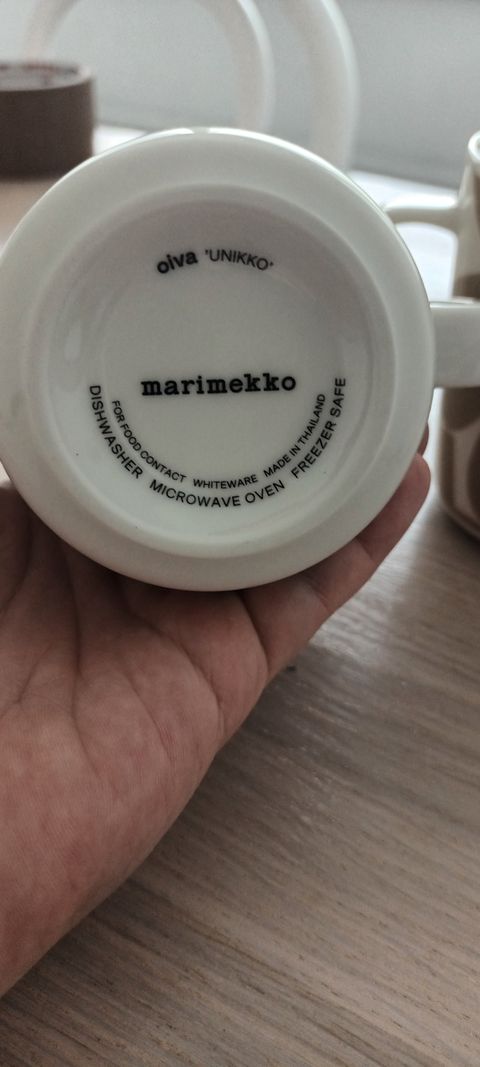 oiva 'UNIKKO'
marimekko
FOR FOOD CONTACT WHITEWARE MADE IN THAILAND
DISHWASHER MICROWAVE OVEN FREEZER SAFE